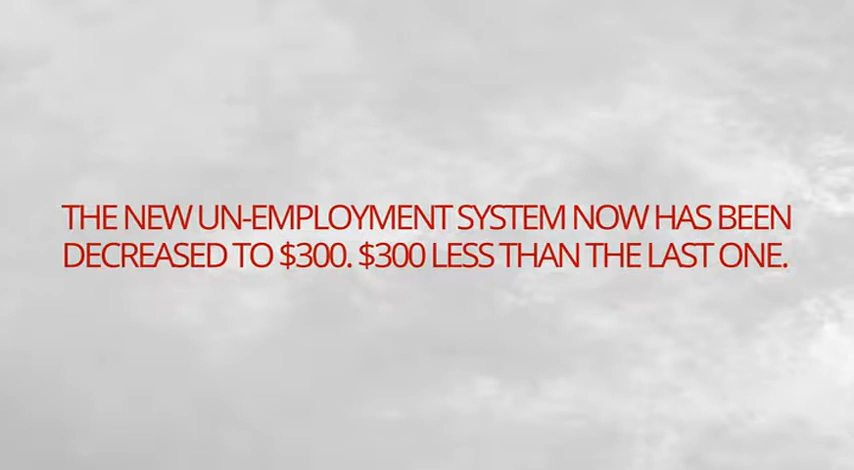 THE NEW UN-EMPLOYMENT SYSTEM NOW HAS BEEN
DECREASED TO $300. $300 LESS THAN THE LAST ONE.